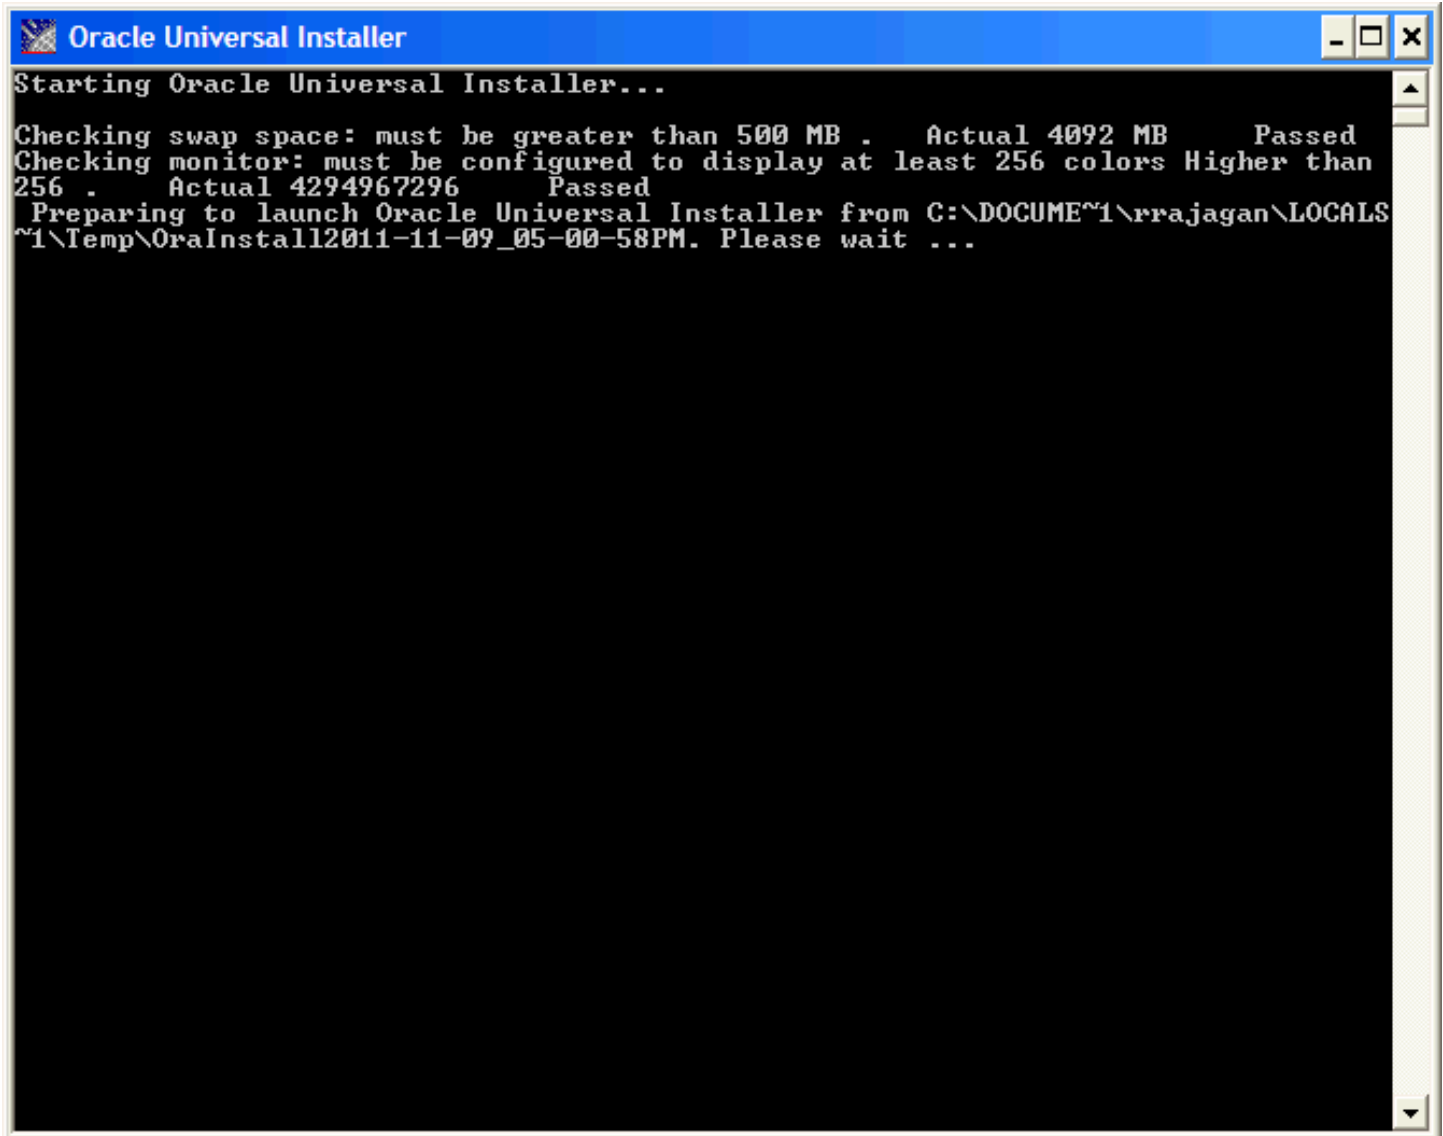 Oracle Universal Installer
Starting Oracle Universal Installer...
Checking swap space: must be greater than 500 MB .   Actual 4092 MB     Passed
Checking monitor: must be configured to display at least 256 colors Higher than
256 .    Actual 4294967296     Passed
 Preparing to launch Oracle Universal Installer from C:\DOCUME~1\rrajagan\LOCALS
~1\Temp\OraInstall2011-11-09_05-00-58PM. Please wait ...